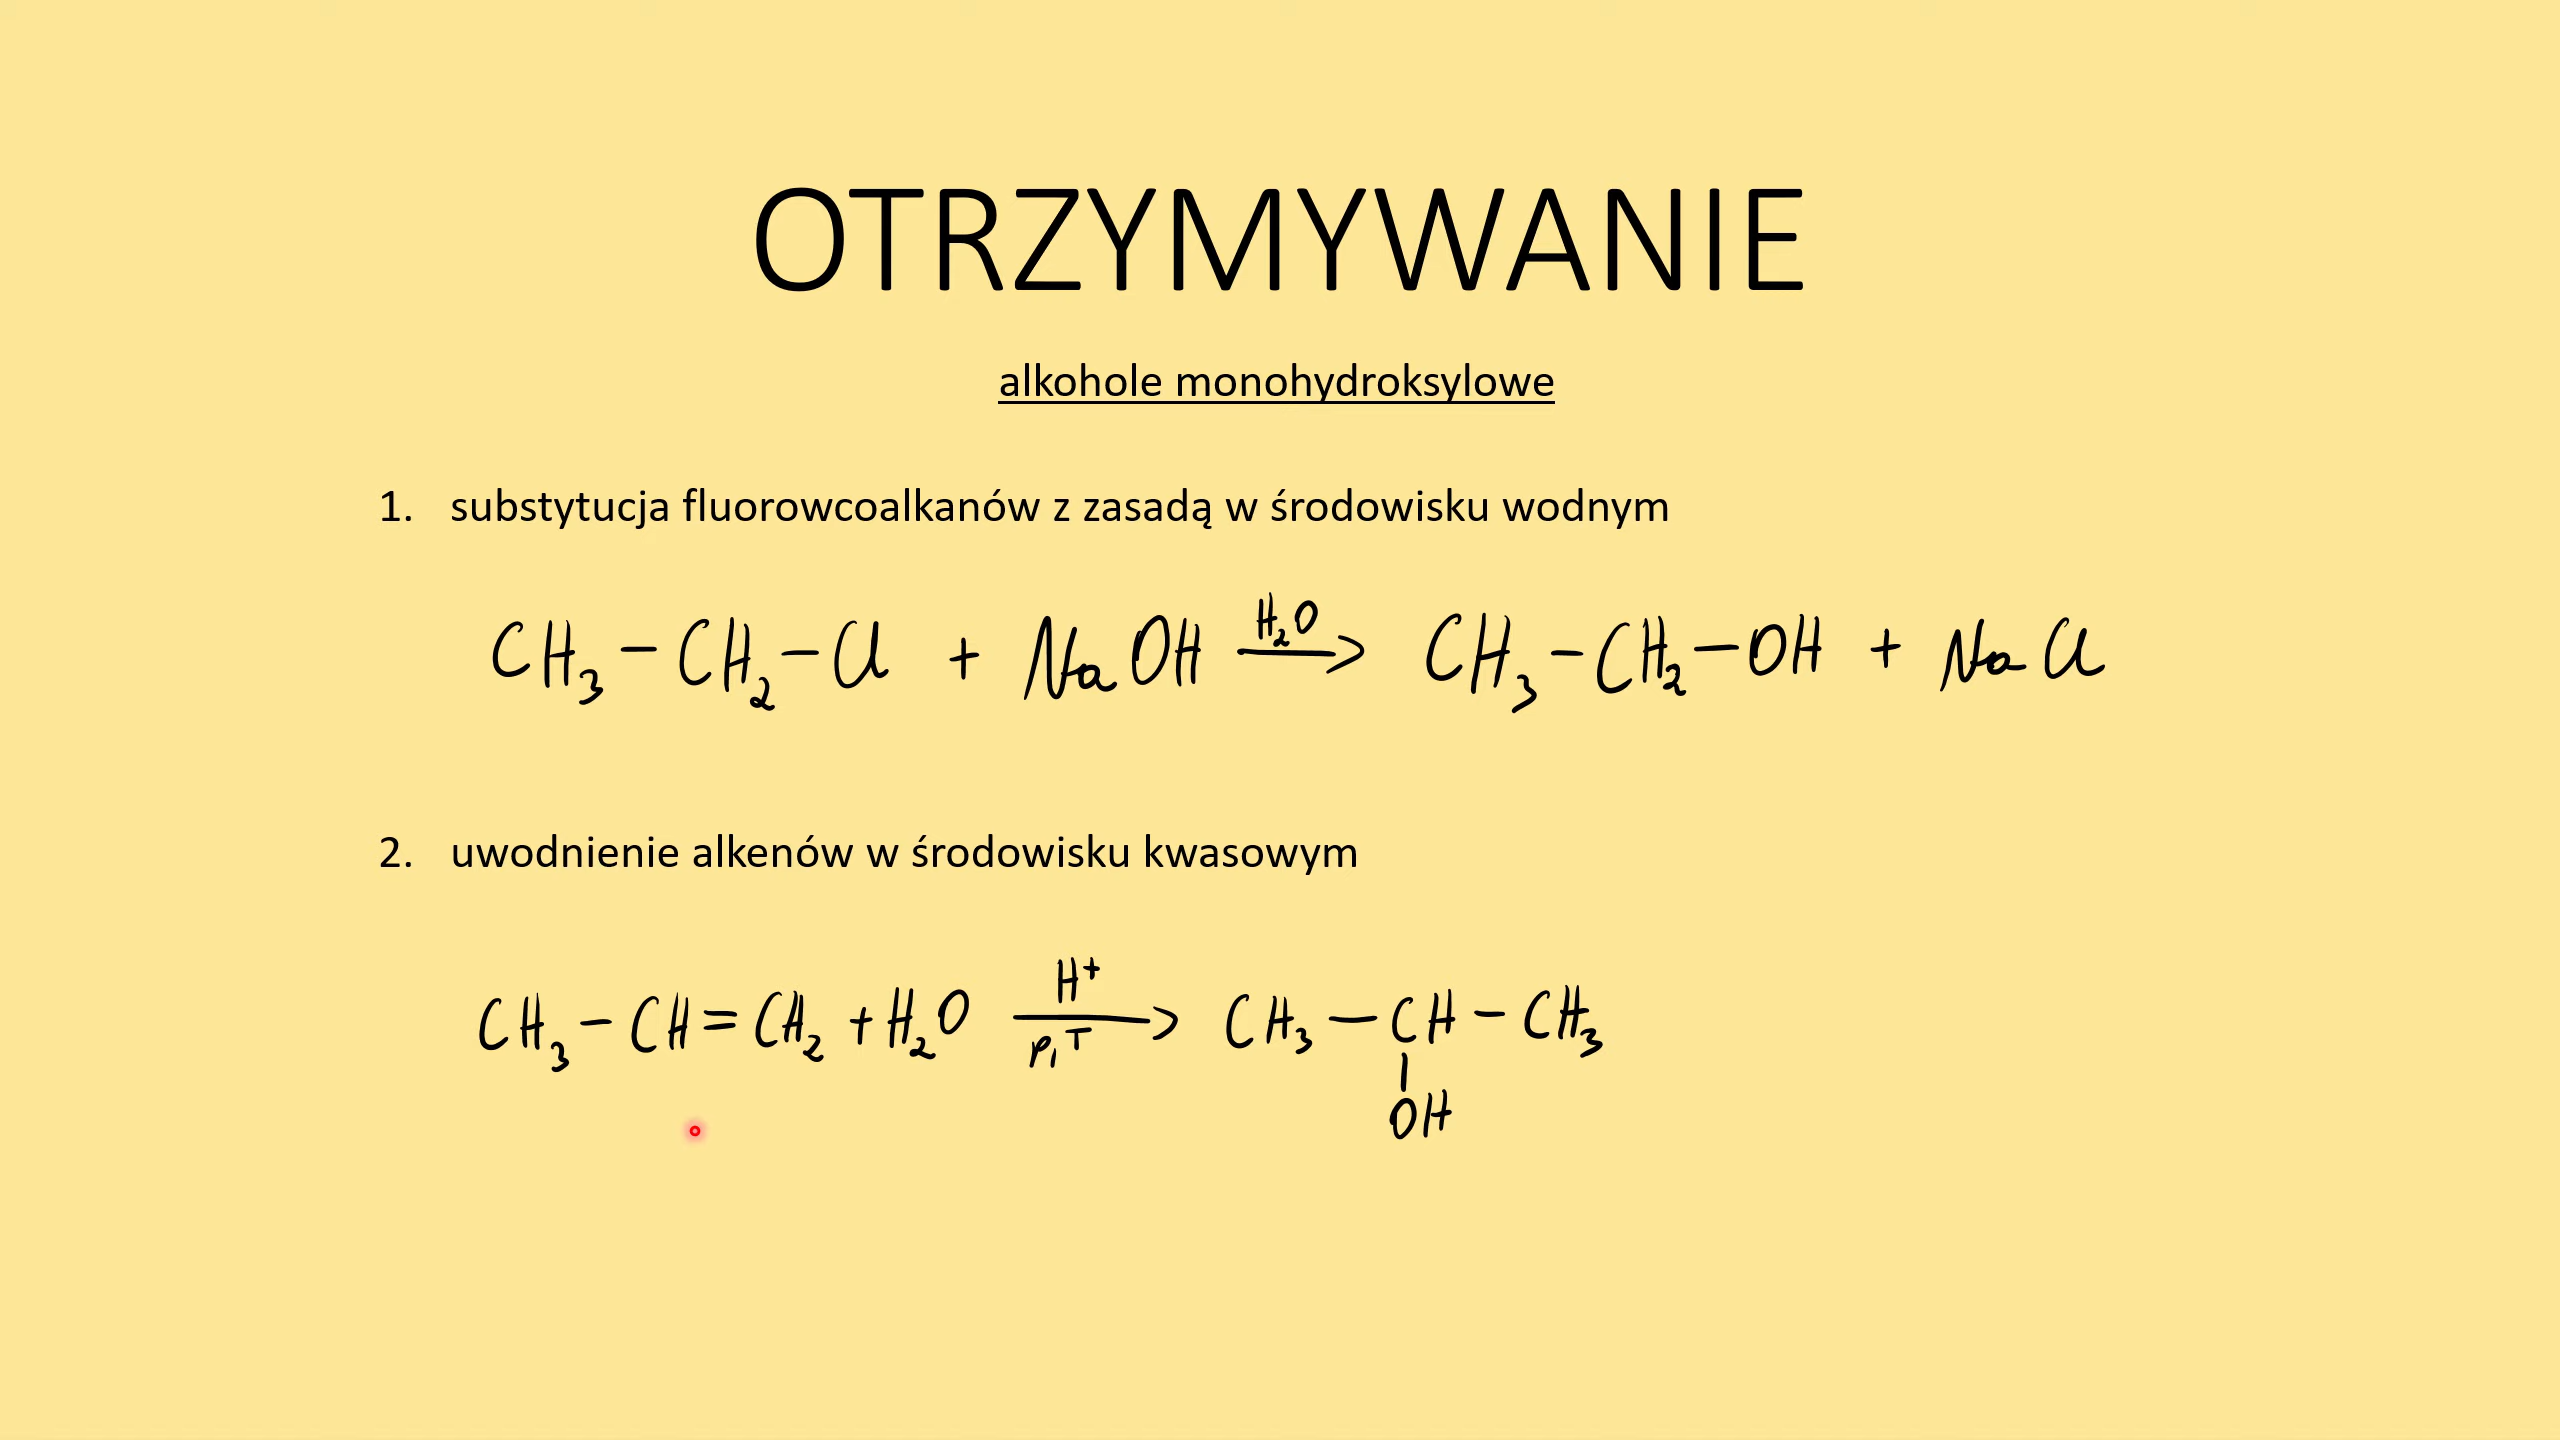 OTRZYMYWANIE
alkohole monohydroksylowe
1. substytucja fluorowcoalkanów z zasadą w środowisku wodnym
H₂O
CH₃ – CH₂ – Cl + NaOH → CH₃ – CH₂ – OH + NaCl
2. uwodnienie alkenów w środowisku kwasowym
H⁺
CH₃ – CH = CH₂ + H₂O → CH₃ – CH – CH₃
p, T
OH